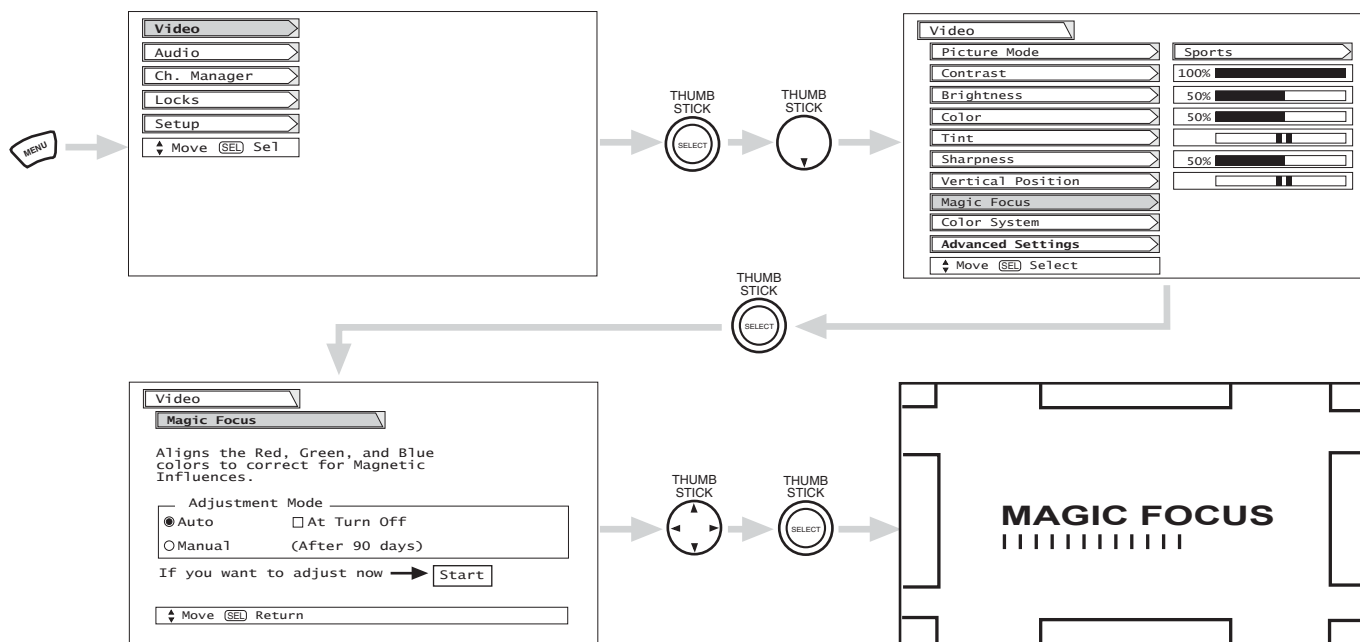 MENU
Video
Audio
Ch. Manager
Locks
Setup
Move SEL Sel
THUMB
STICK
SELECT
THUMB
STICK
Video
Picture Mode
Sports
Contrast
100%
Brightness
50%
Color
50%
Tint
Sharpness
50%
Vertical Position
Magic Focus
Color System
Advanced Settings
Move SEL Select
THUMB
STICK
SELECT
Video
Magic Focus
Aligns the Red, Green, and Blue
colors to correct for Magnetic
Influences.
Adjustment Mode
Auto At Turn Off
Manual (After 90 days)
If you want to adjust now Start
Move SEL Return
THUMB
STICK
THUMB
STICK
SELECT
MAGIC FOCUS